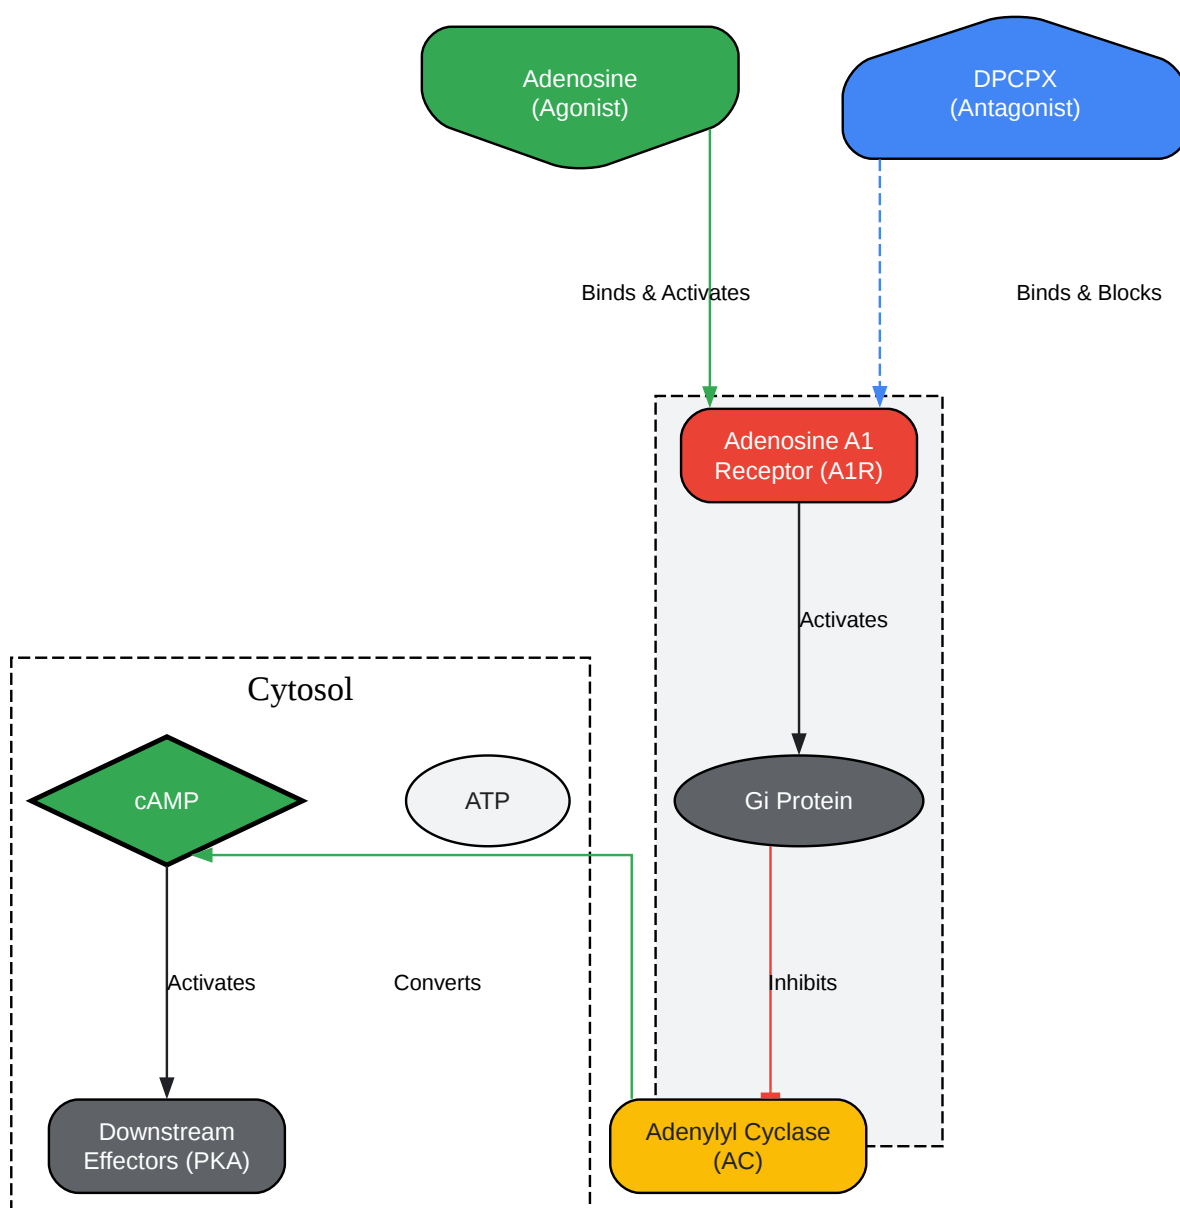 Adenosine
(Agonist)
DPCPX
(Antagonist)
Binds & Activates
Binds & Blocks
Adenosine A1
Receptor (A1R)
Activates
Cytosol
cAMP
ATP
Gi Protein
Activates
Converts
Inhibits
Downstream
Effectors (PKA)
Adenylyl Cyclase
(AC)